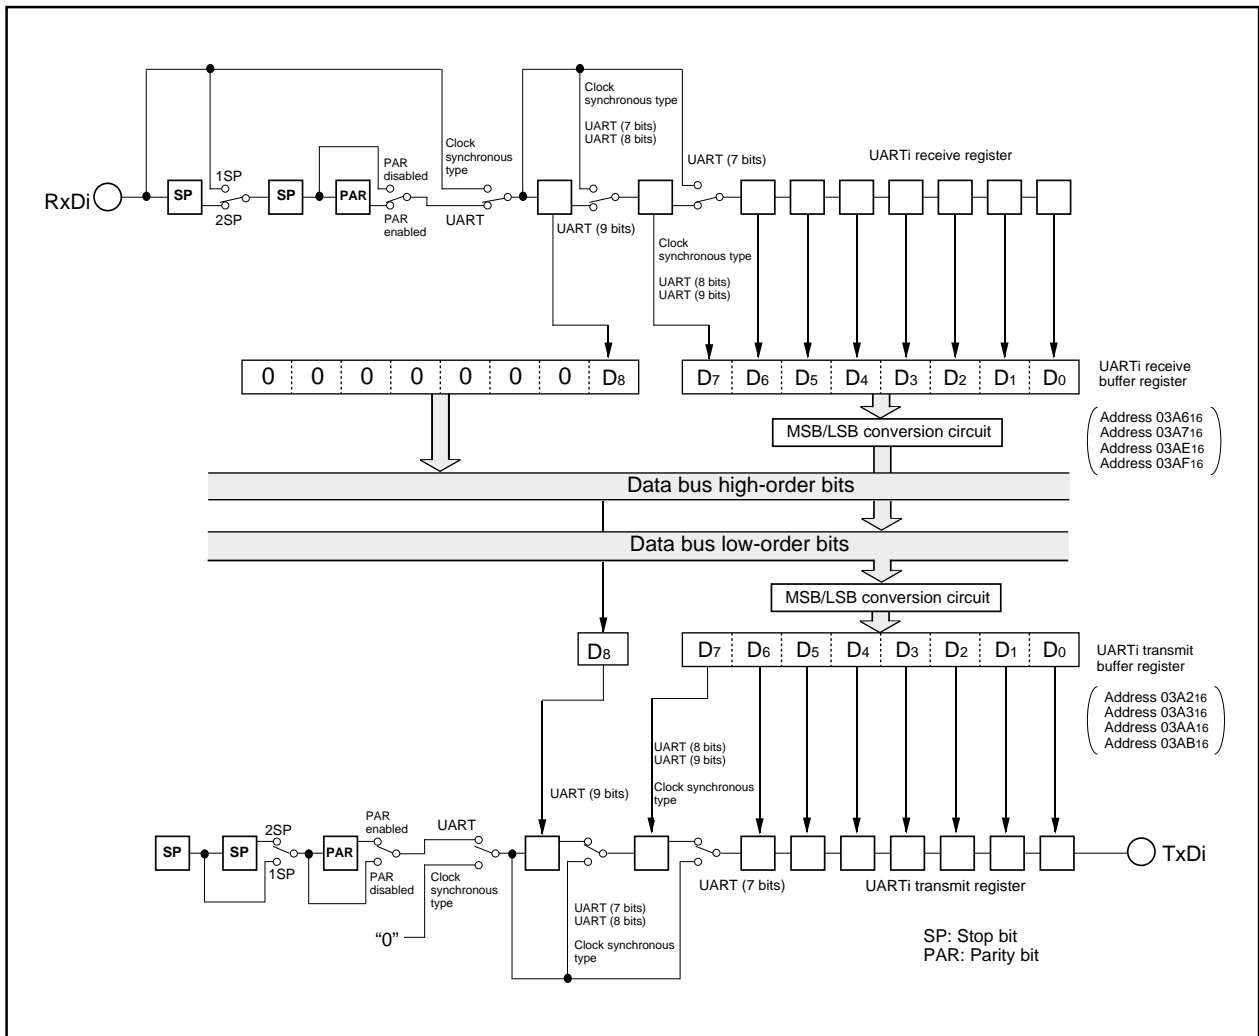 Clock
synchronous type
UART (7 bits)
UART (8 bits)
Clock
synchronous
type
UART (7 bits)
UARTi receive register
PAR
disabled
1SP
RxDi
SP
SP
PAR
2SP
PAR
enabled
UART
UART (9 bits)
Clock
synchronous type
UART (8 bits)
UART (9 bits)
0 0 0 0 0 0 0 D8
D7 D6 D5 D4 D3 D2 D1 D0
UARTi receive
buffer register
MSB/LSB conversion circuit
Address 03A616
Address 03A716
Address 03AE16
Address 03AF16
Data bus high-order bits
Data bus low-order bits
MSB/LSB conversion circuit
D8
D7 D6 D5 D4 D3 D2 D1 D0
UARTi transmit
buffer register
Address 03A216
Address 03A316
Address 03AA16
Address 03AB16
UART (8 bits)
UART (9 bits)
Clock synchronous
type
UART (9 bits)
PAR
enabled
UART
2SP
SP
SP
PAR
TxDi
1SP
PAR
disabled
Clock
synchronous
type
UART (7 bits)
UARTi transmit register
UART (7 bits)
UART (8 bits)
Clock synchronous
type
“0”
SP: Stop bit
PAR: Parity bit